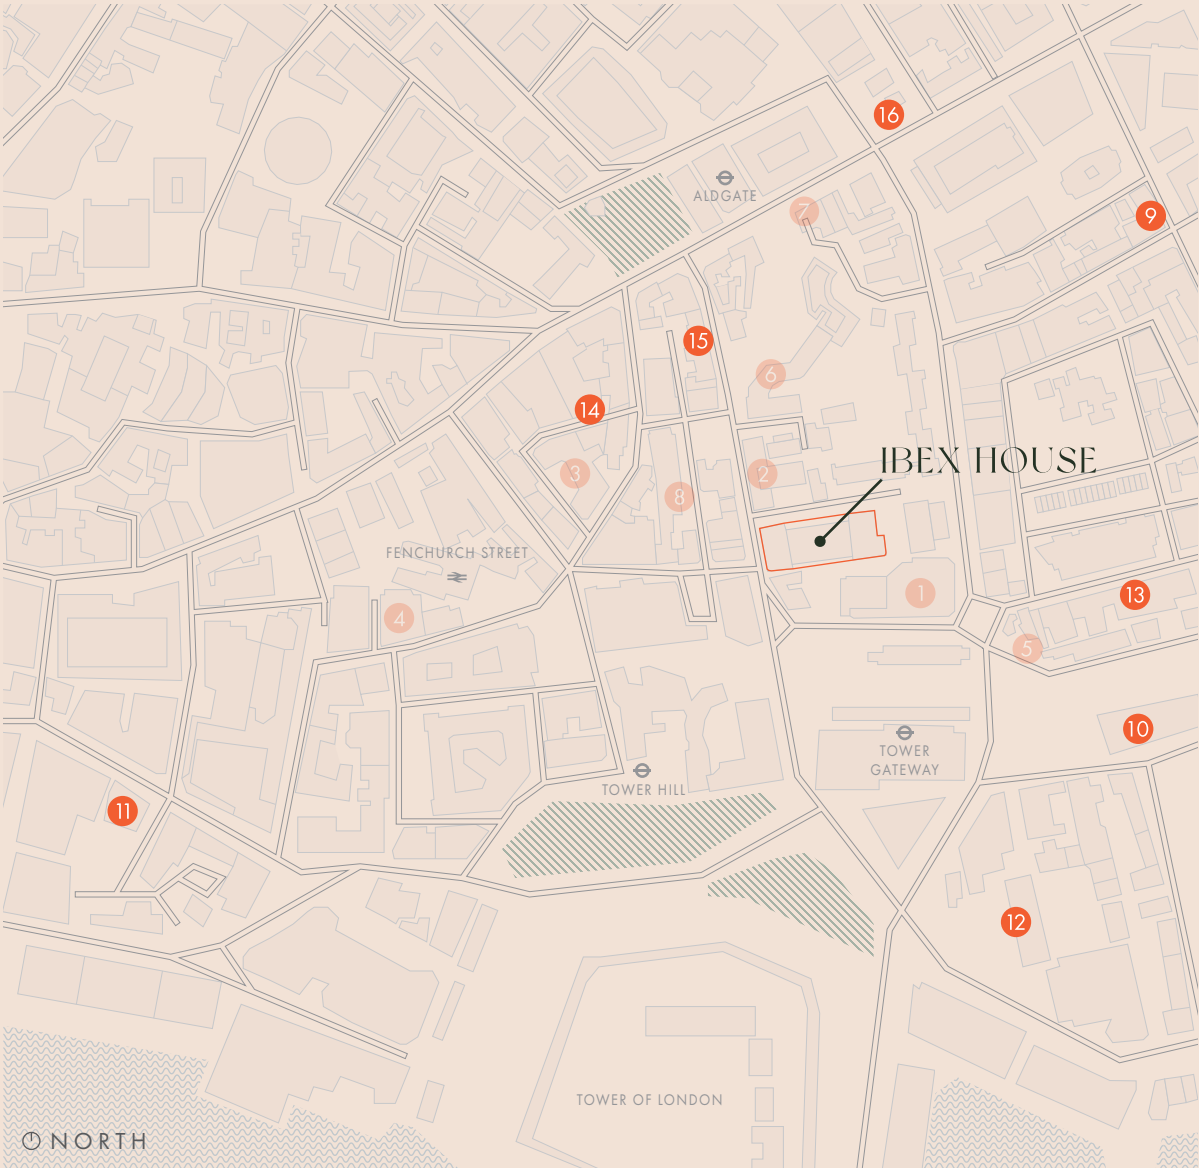 16
ALDGATE
7
9
15
6
14
IBEX HOUSE
3
2
8
FENCHURCH STREET
1
13
4
5
10
TOWER
GATEWAY
TOWER HILL
11
12
TOWER OF LONDON
NORTH